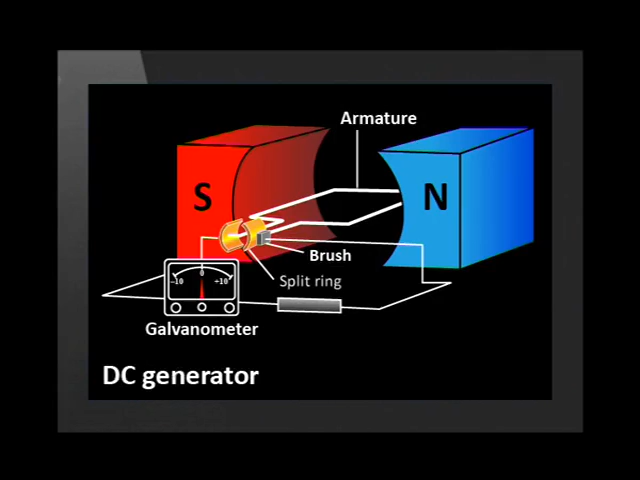 Armature
S
N
Brush
Split ring
-10 0 +10
Galvanometer
DC generator